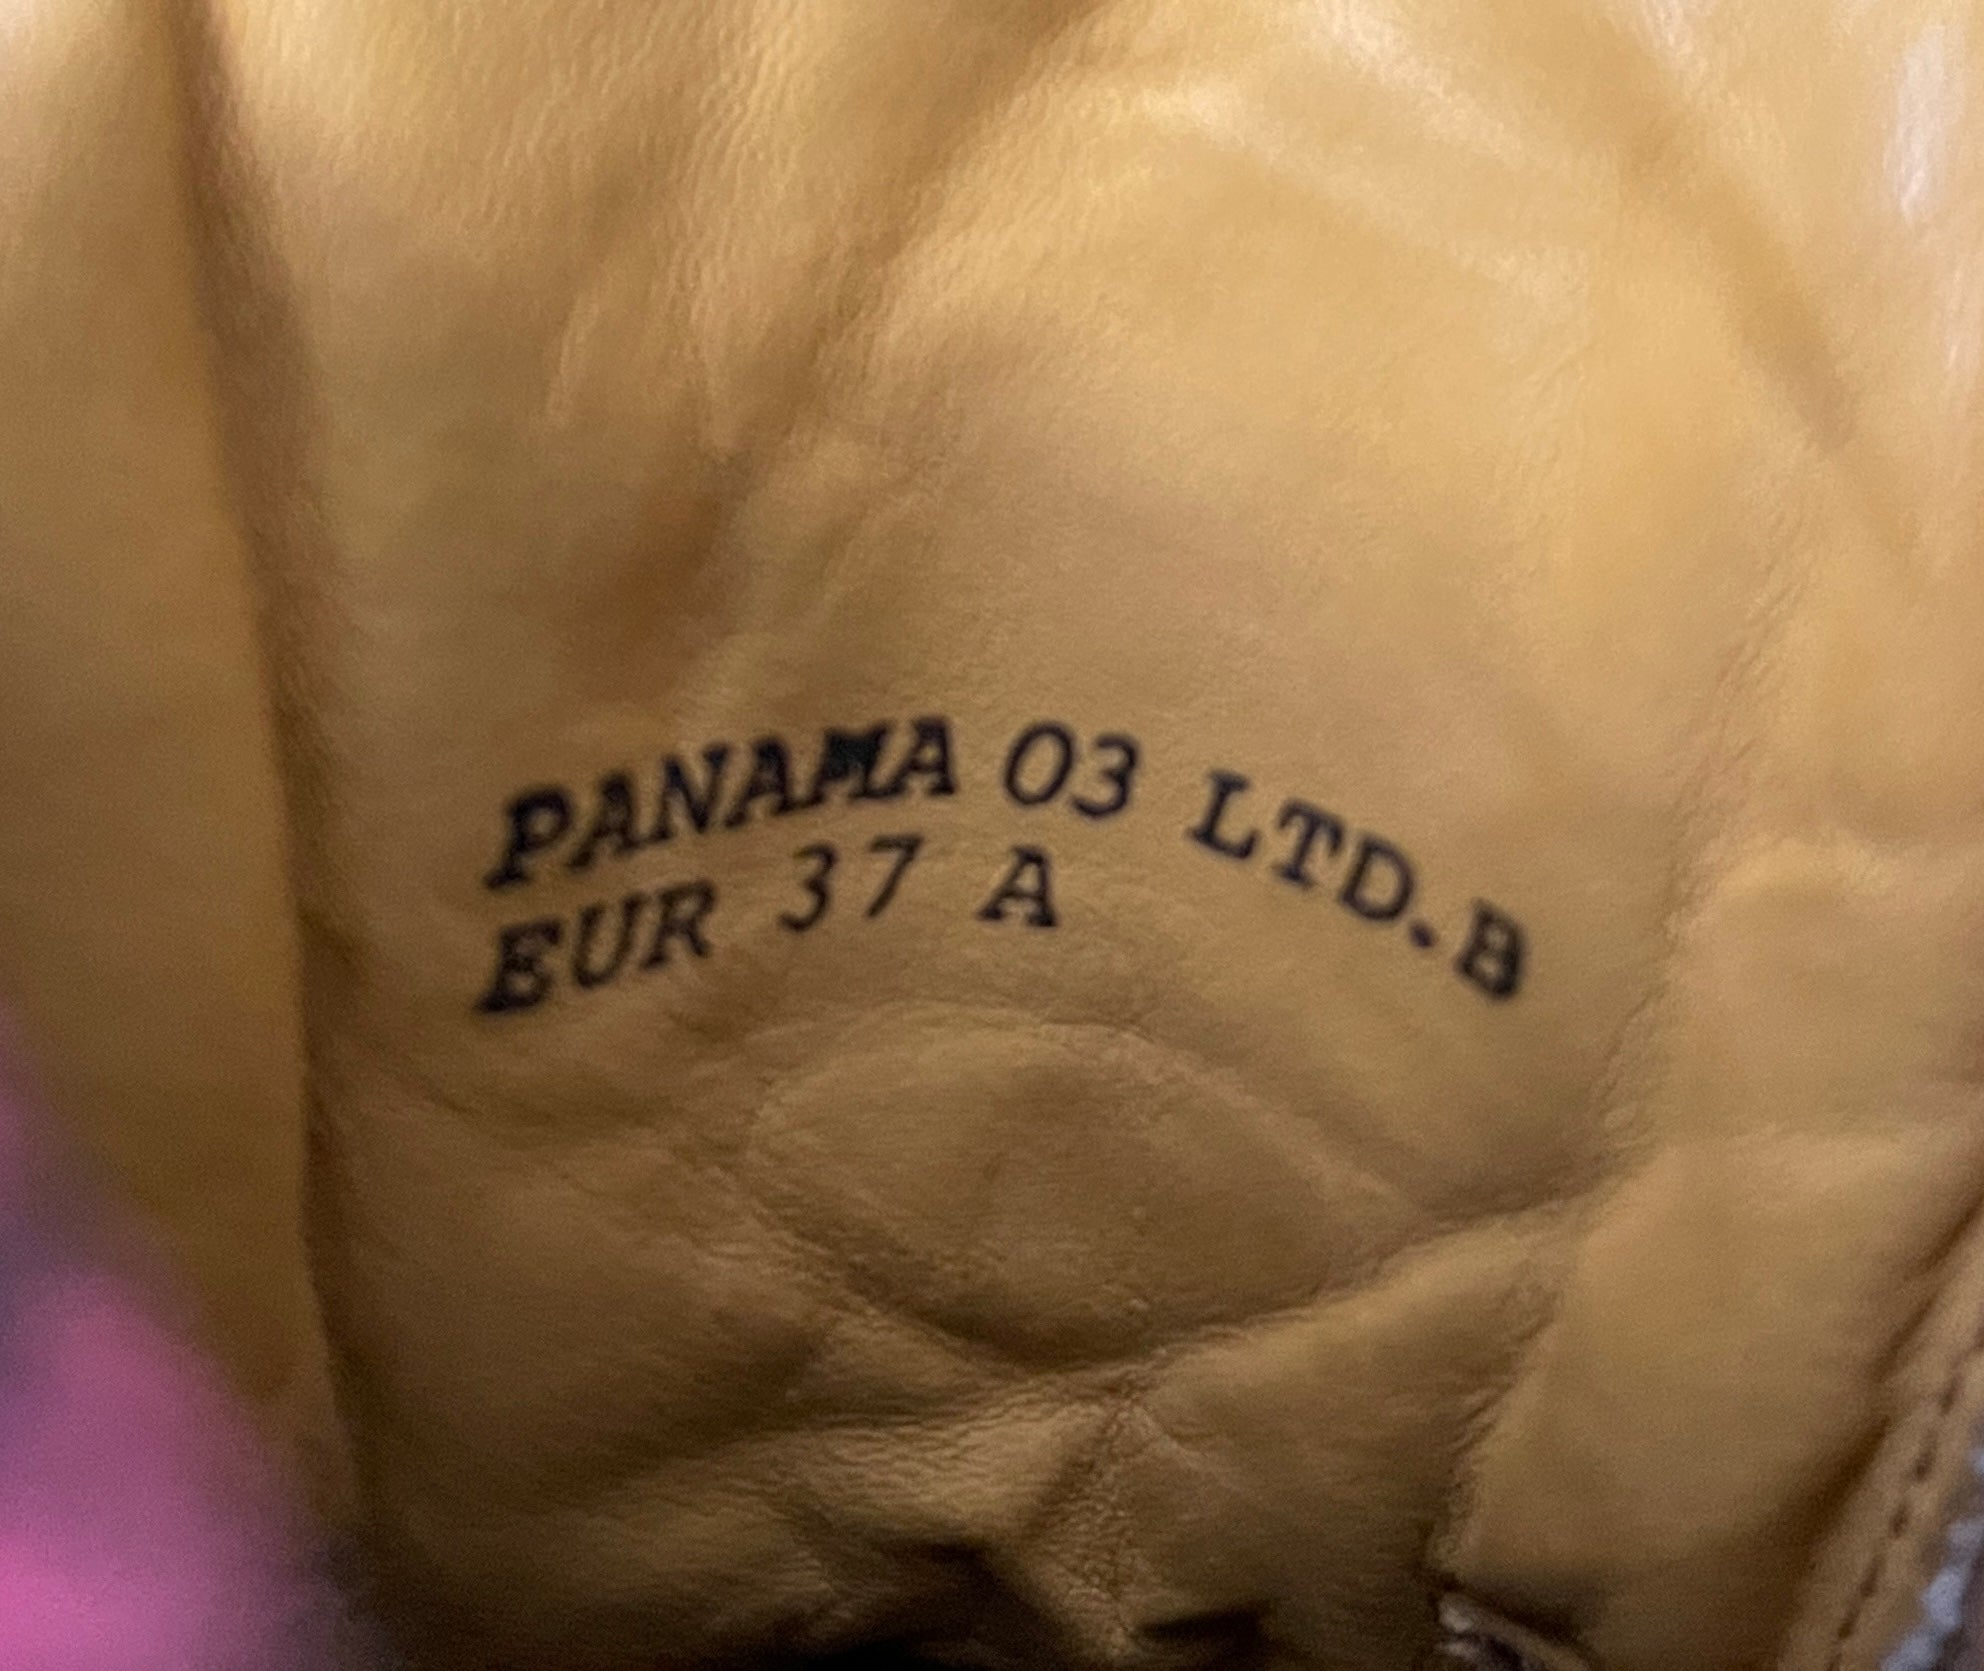 PANAMA 03 LTD.B
EUR 37 A